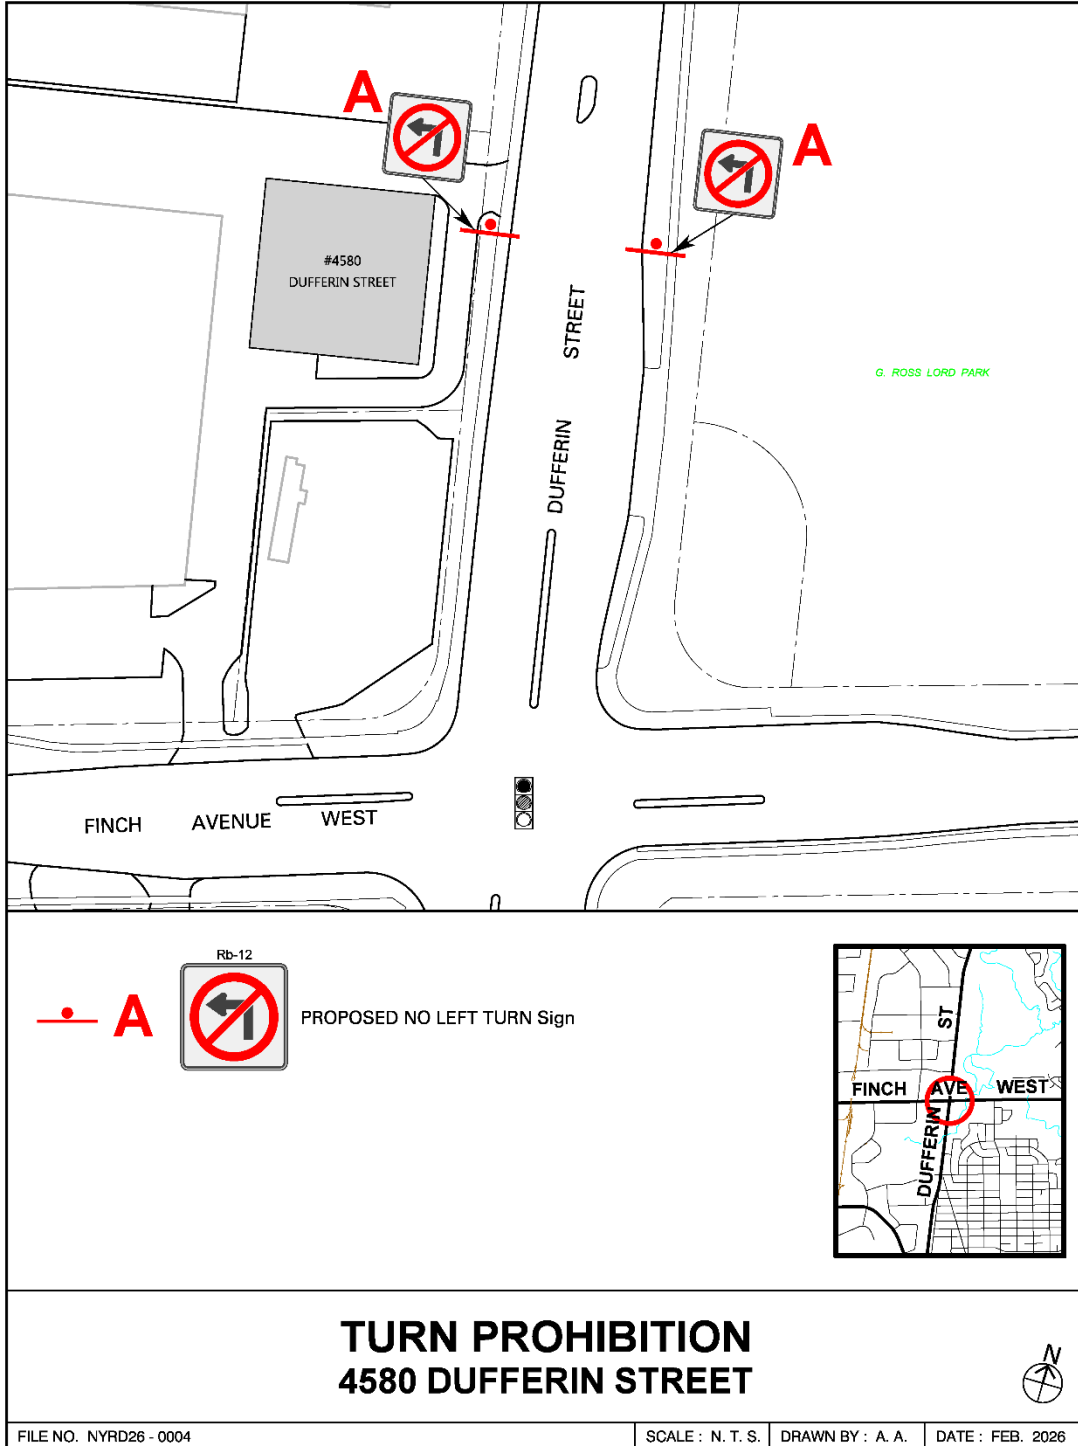 A
A
#4580
DUFFERIN STREET
DUFFERIN STREET
G. ROSS LORD PARK
FINCH AVENUE WEST
Rb-12
A
PROPOSED NO LEFT TURN Sign
ST
FINCH AVE WEST
DUFFERIN
TURN PROHIBITION
4580 DUFFERIN STREET
N
FILE NO. NYRD26 - 0004
SCALE : N. T. S.
DRAWN BY : A. A.
DATE : FEB. 2026